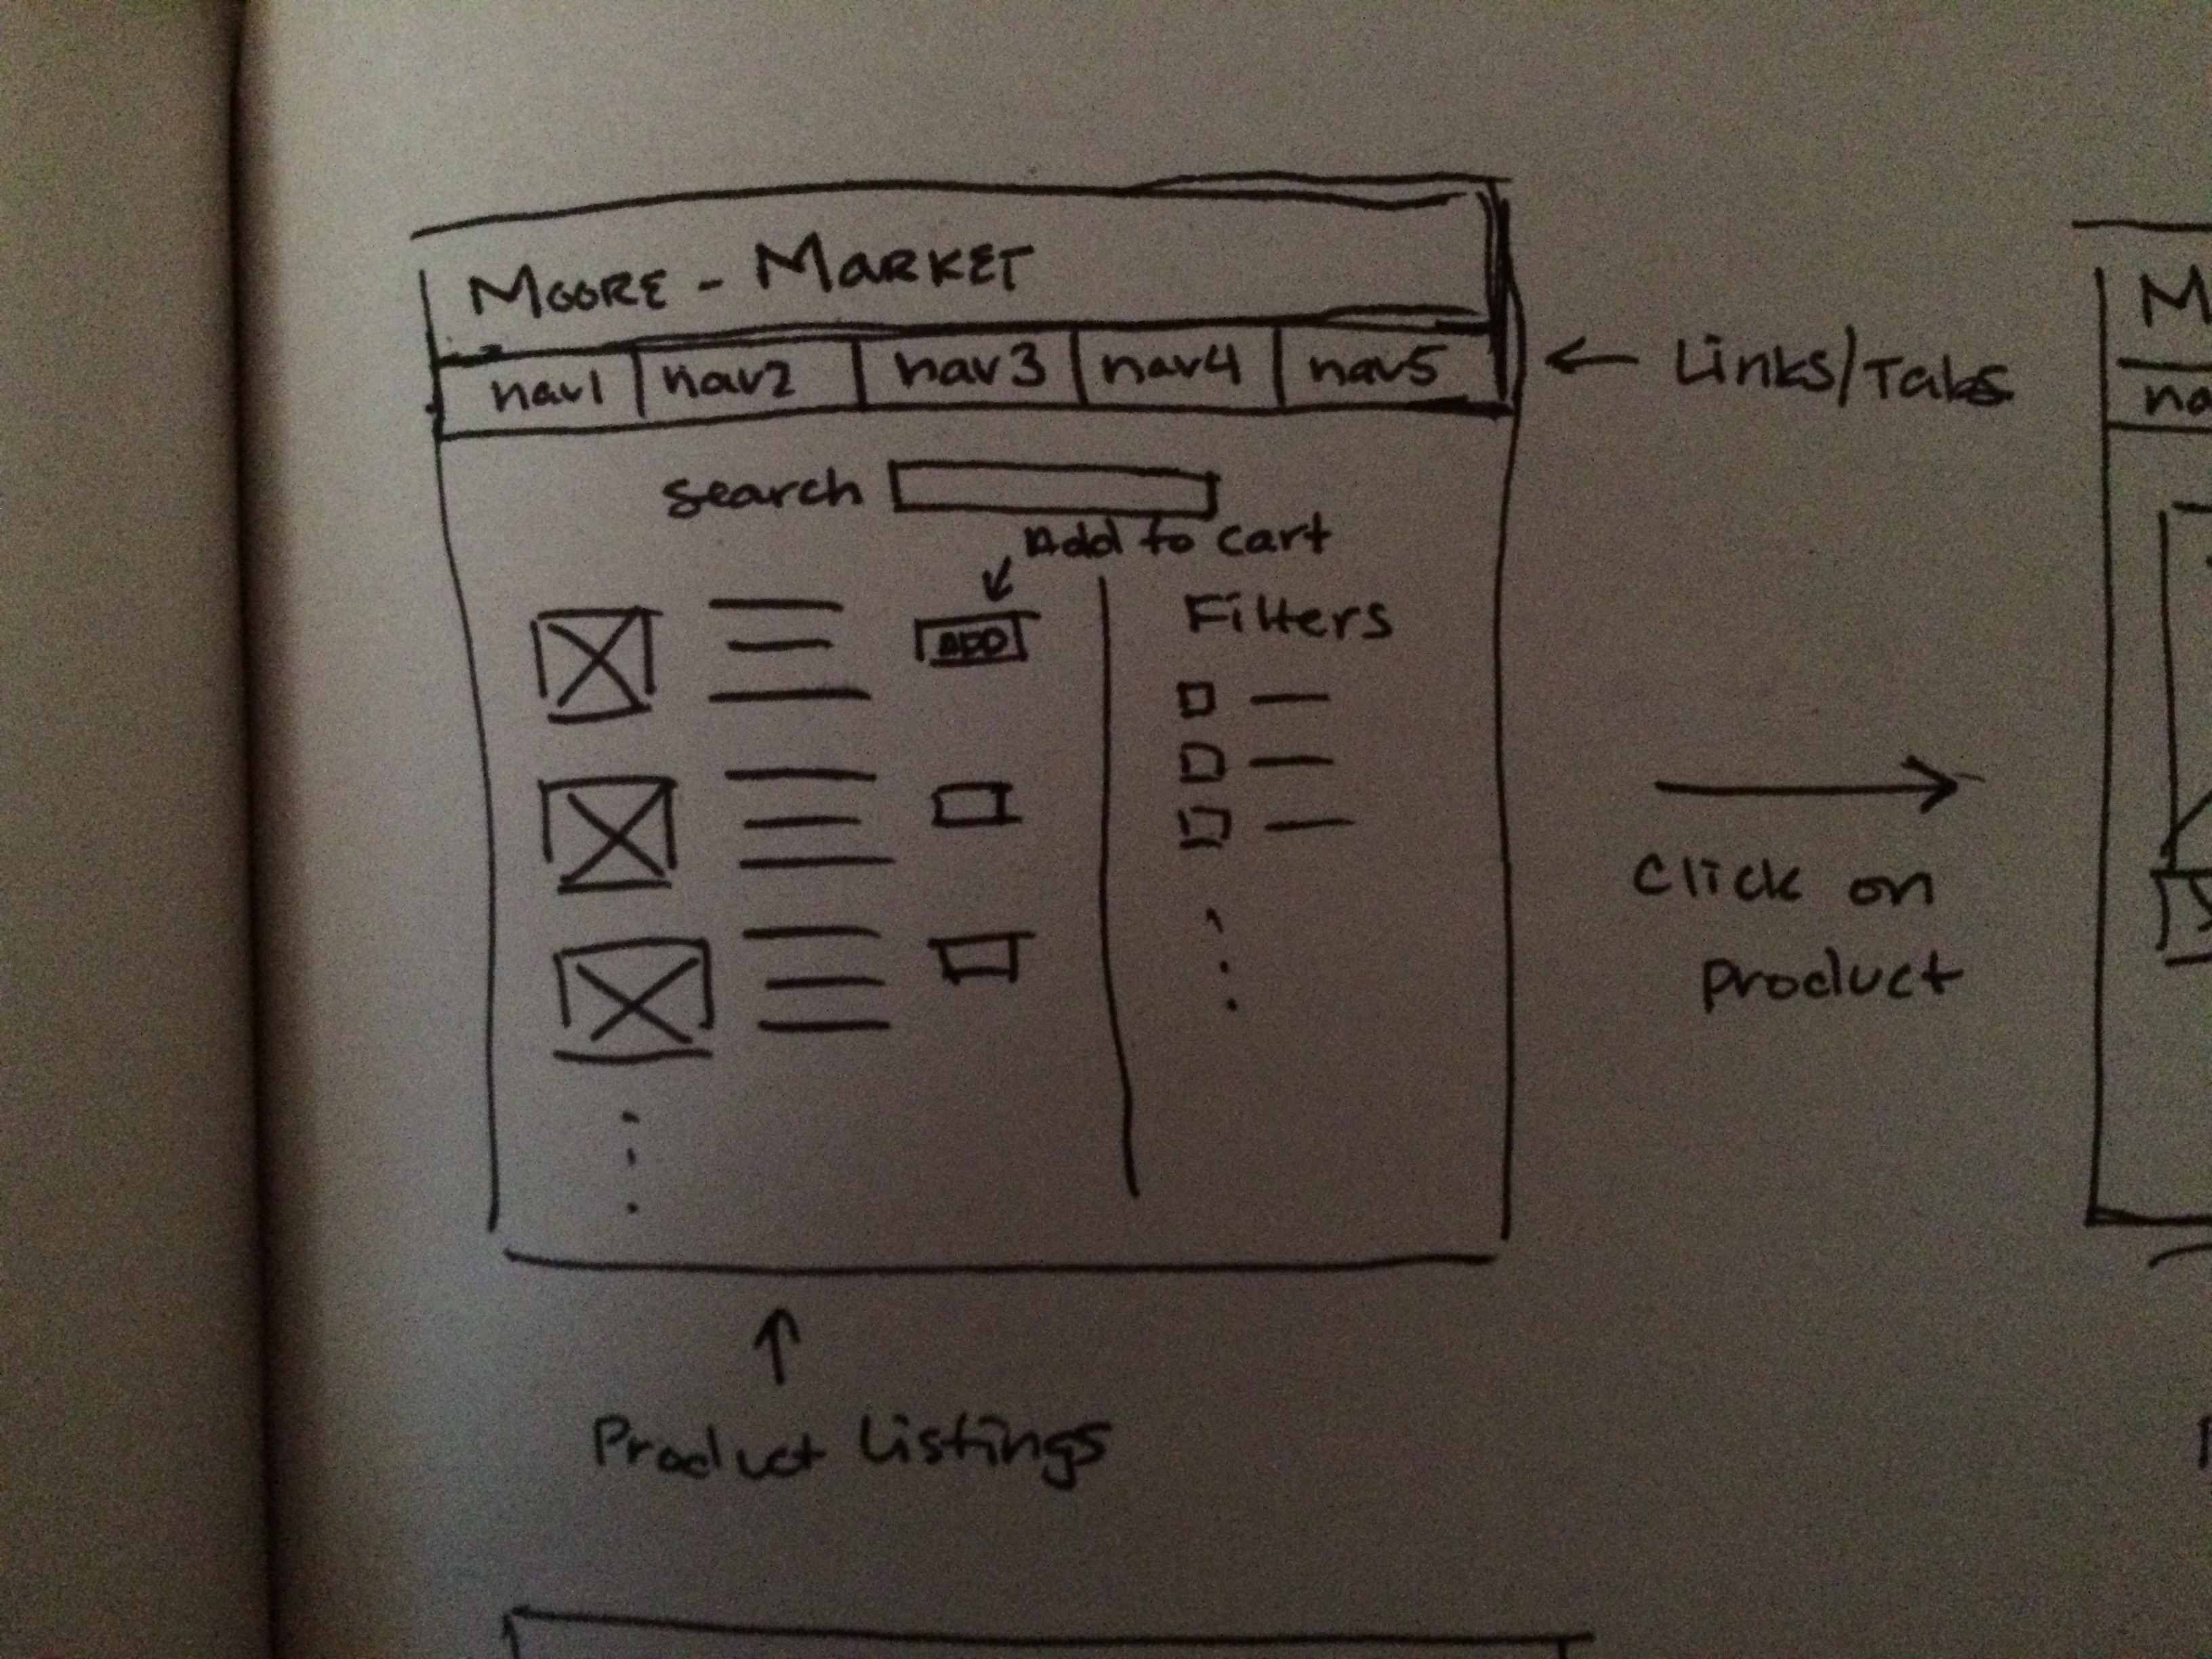 MOORE - MARKET
nav1 nav2 nav3 nav4 nav5
← Links/Tabs
search
Add to cart
ADD
Filters
click on
product
Product Listings
M
na